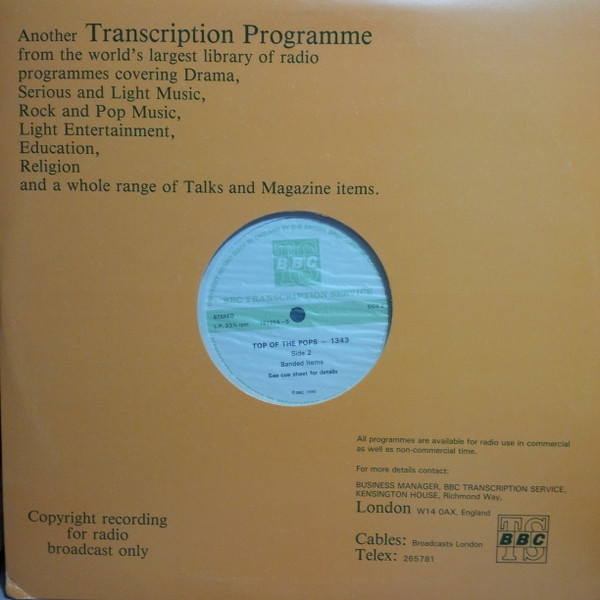 Another Transcription Programme
from the world's largest library of radio
programmes covering Drama,
Serious and Light Music,
Rock and Pop Music,
Light Entertainment,
Education,
Religion
and a whole range of Talks and Magazine items.
TS
BBC
BBC TRANSCRIPTION SERVICE
STEREO
L.P. 33⅓ rpm
TOP OF THE POPS – 1343
Side 2
Banded Items
See cue sheet for details
All programmes are available for radio use in commercial
as well as non-commercial time.
For more details contact:
BUSINESS MANAGER, BBC TRANSCRIPTION SERVICE,
KENSINGTON HOUSE, Richmond Way,
London W14 0AX, England
Cables: Broadcasts London
Telex: 265781
Copyright recording
for radio
broadcast only
TS
BBC